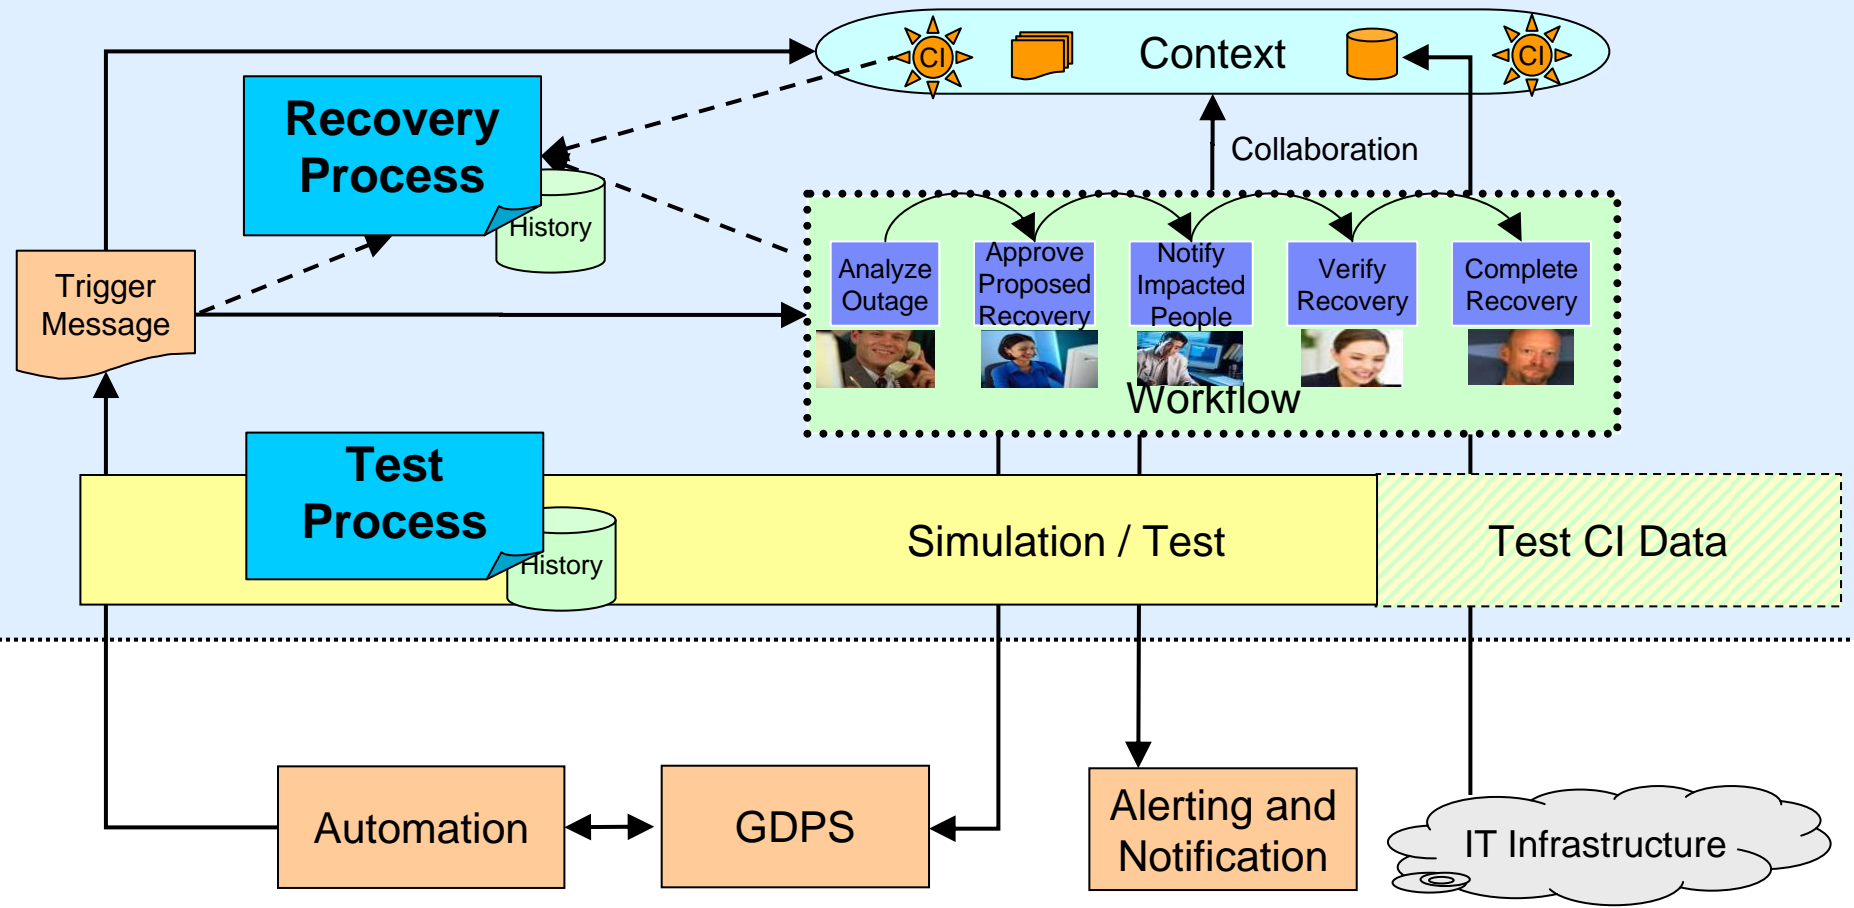 CI
Context
CI
Recovery
Process
History
Collaboration
Trigger
Message
Analyze
Outage
Approve
Proposed
Recovery
Notify
Impacted
People
Verify
Recovery
Complete
Recovery
Workflow
Test
Process
History
Simulation / Test
Test CI Data
Automation
GDPS
Alerting and
Notification
IT Infrastructure